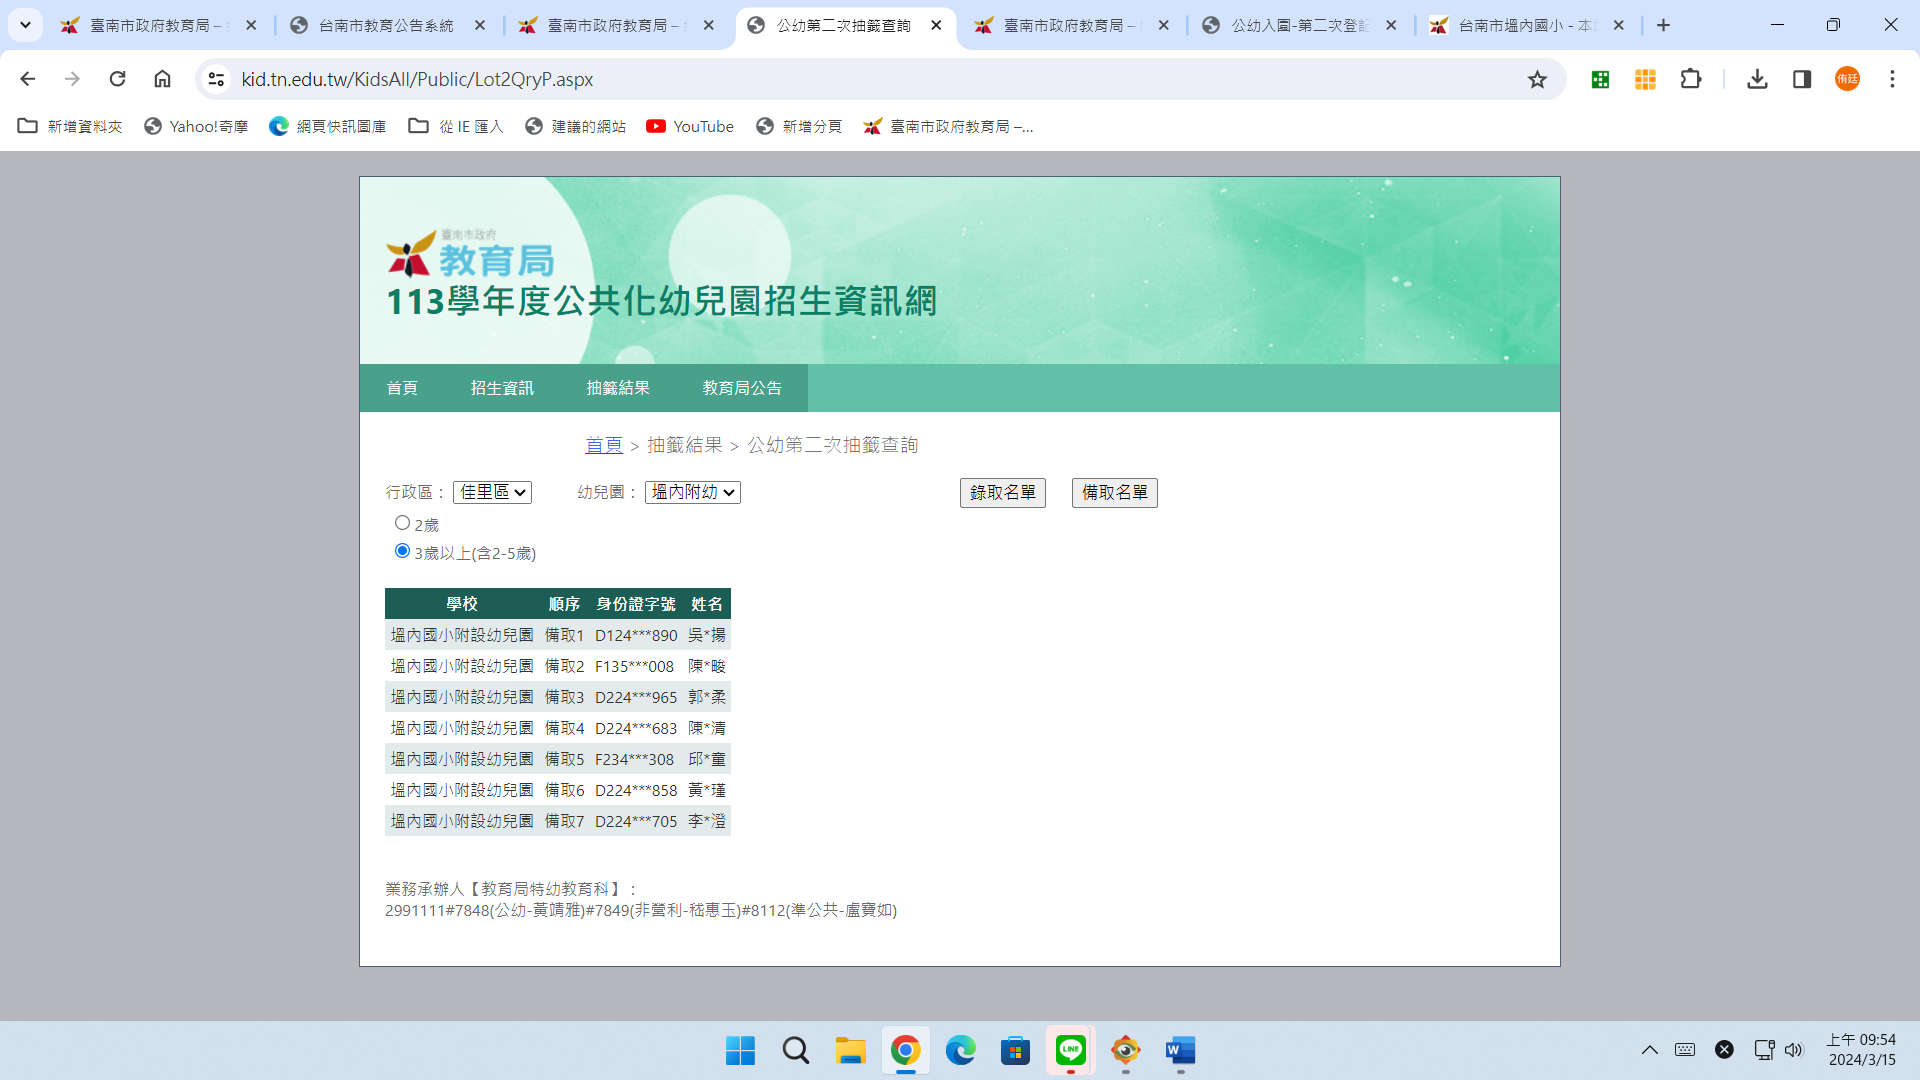 臺南市政府教育局 –
台南市教育公告系統
臺南市政府教育局 –
公幼第二次抽籤查詢
臺南市政府教育局 –
公幼入園-第二次登記
台南市塭內國小 - 本
kid.tn.edu.tw/KidsAll/Public/Lot2QryP.aspx
侑廷
新增資料夾
Yahoo!奇摩
網頁快訊圖庫
從 IE 匯入
建議的網站
YouTube
新增分頁
臺南市政府教育局 –...
臺南市政府
教育局
113學年度公共化幼兒園招生資訊網
首頁 招生資訊 抽籤結果 教育局公告
首頁 > 抽籤結果 > 公幼第二次抽籤查詢
行政區： 佳里區 幼兒園： 塭內附幼 錄取名單 備取名單
2歲
3歲以上(含2-5歲)
學校 順序 身份證字號 姓名
塭內國小附設幼兒園 備取1 D124***890 吳*揚
塭內國小附設幼兒園 備取2 F135***008 陳*畯
塭內國小附設幼兒園 備取3 D224***965 郭*柔
塭內國小附設幼兒園 備取4 D224***683 陳*清
塭內國小附設幼兒園 備取5 F234***308 邱*童
塭內國小附設幼兒園 備取6 D224***858 黃*瑾
塭內國小附設幼兒園 備取7 D224***705 李*澄
業務承辦人【教育局特幼教育科】：
2991111#7848(公幼-黃靖雅)#7849(非營利-嵇惠玉)#8112(準公共-盧寶如)
LINE
W
上午 09:54
2024/3/15